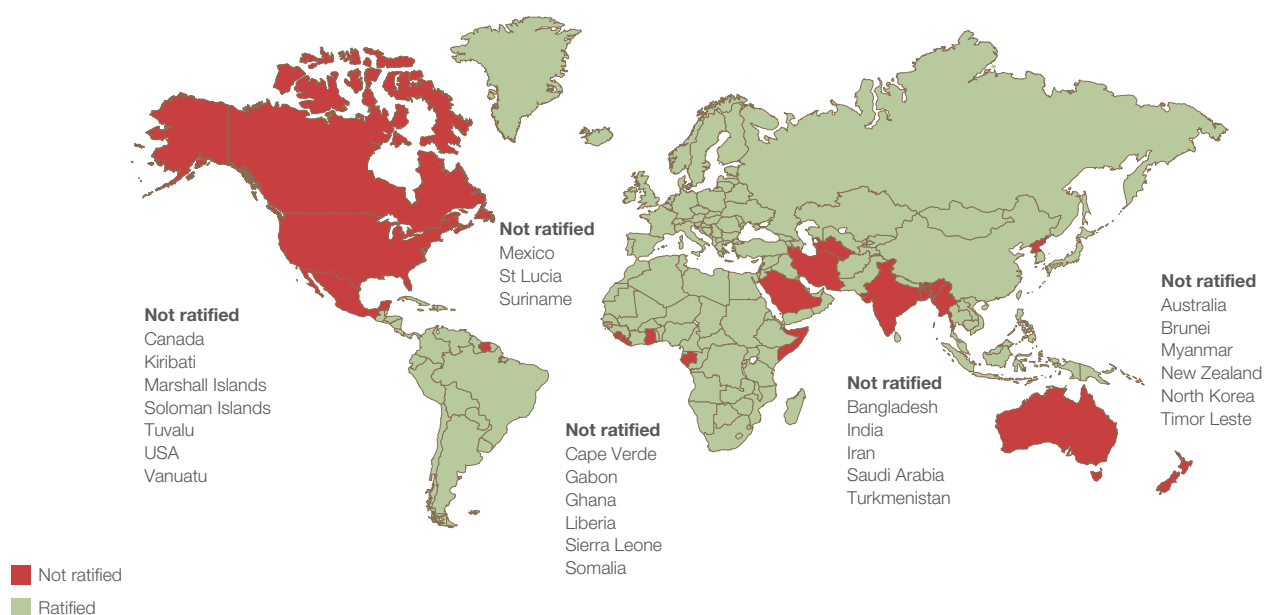 Not ratified
Mexico
St Lucia
Suriname
Not ratified
Canada
Kiribati
Marshall Islands
Soloman Islands
Tuvalu
USA
Vanuatu
Not ratified
Cape Verde
Gabon
Ghana
Liberia
Sierra Leone
Somalia
Not ratified
Bangladesh
India
Iran
Saudi Arabia
Turkmenistan
Not ratified
Australia
Brunei
Myanmar
New Zealand
North Korea
Timor Leste
Not ratified
Ratified